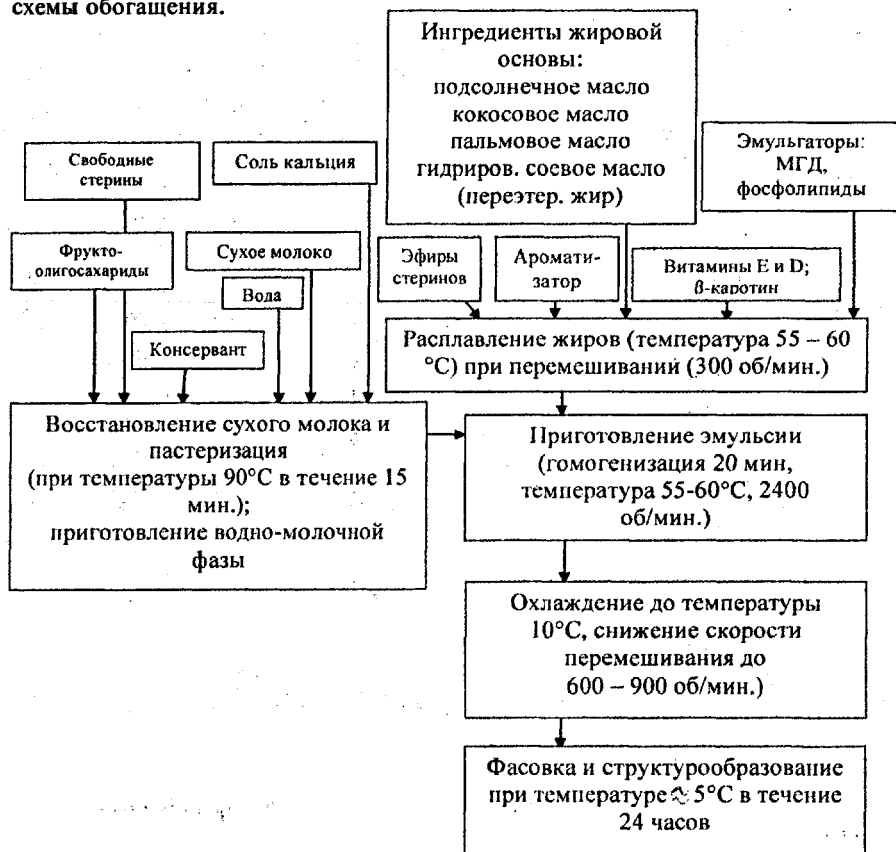 схемы обогащения.
Ингредиенты жировой
основы:
подсолнечное масло
кокосовое масло
пальмовое масло
гидриров. соевое масло
(переэтер. жир)
Эмульгаторы:
МГД,
фосфолипиды
Свободные
стерины
Соль кальция
Фрукто-
олигосахариды
Сухое молоко
Вода
Консервант
Эфиры
стеринов
Аромати-
затор
Витамины Е и D;
β-каротин
Расплавление жиров (температура 55 – 60
°С) при перемешиваний (300 об/мин.)
Восстановление сухого молока и
пастеризация
(при температуры 90°С в течение 15
мин.);
приготовление водно-молочной
фазы
Приготовление эмульсии
(гомогенизация 20 мин,
температура 55-60°С, 2400
об/мин.)
Охлаждение до температуры
10°С, снижение скорости
перемешивания до
600 – 900 об/мин.)
Фасовка и структурообразование
при температуре ≈ 5°С в течение
24 часов